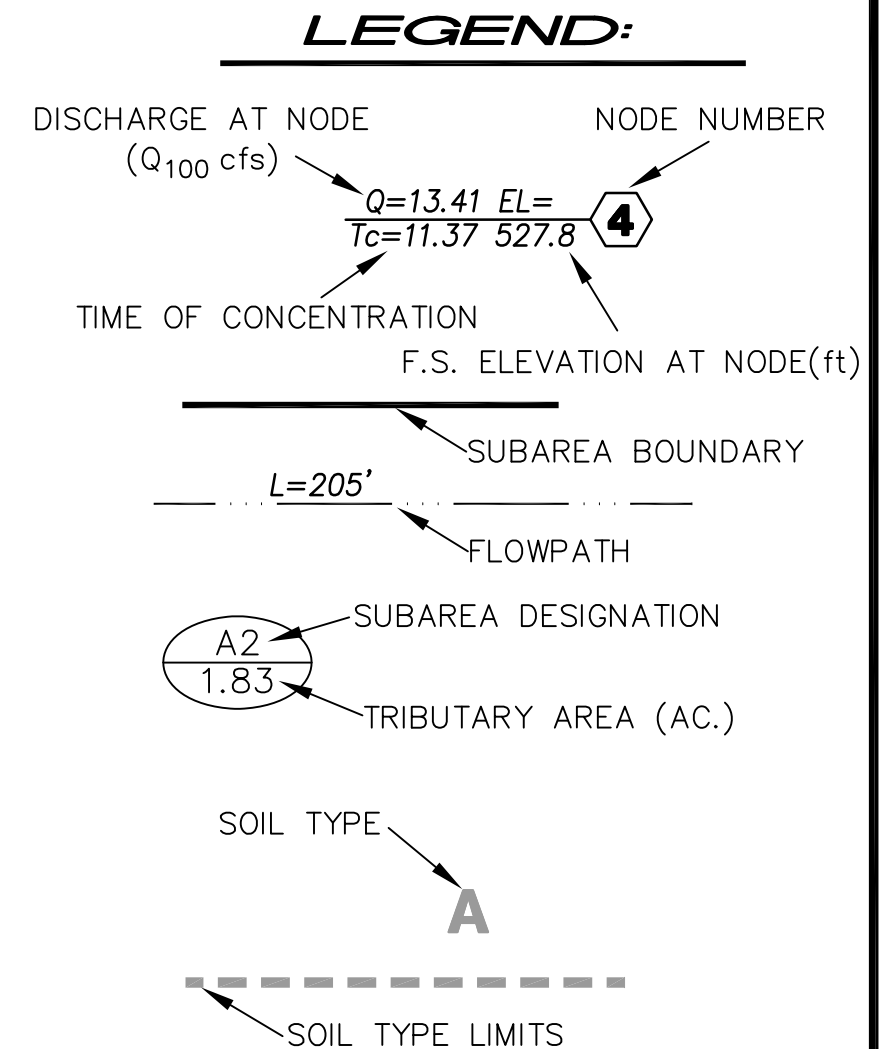 LEGEND:
DISCHARGE AT NODE
(Q100 cfs)
NODE NUMBER
Q=13.41 EL=
Tc=11.37 527.8
4
TIME OF CONCENTRATION
F.S. ELEVATION AT NODE(ft)
SUBAREA BOUNDARY
L=205'
FLOWPATH
SUBAREA DESIGNATION
A2
1.83
TRIBUTARY AREA (AC.)
SOIL TYPE
A
SOIL TYPE LIMITS